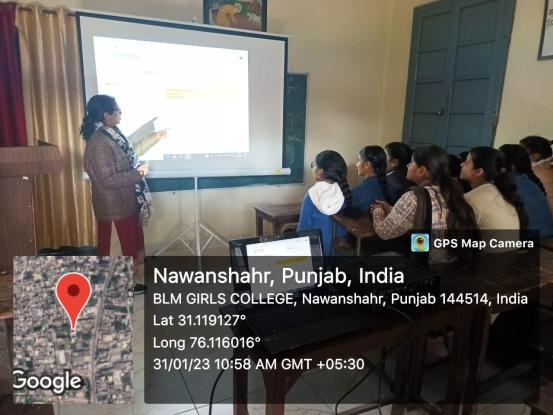 GPS Map Camera
Nawanshahr, Punjab, India
BLM GIRLS COLLEGE, Nawanshahr, Punjab 144514, India
Lat 31.119127°
Long 76.116016°
31/01/23 10:58 AM GMT +05:30
Google